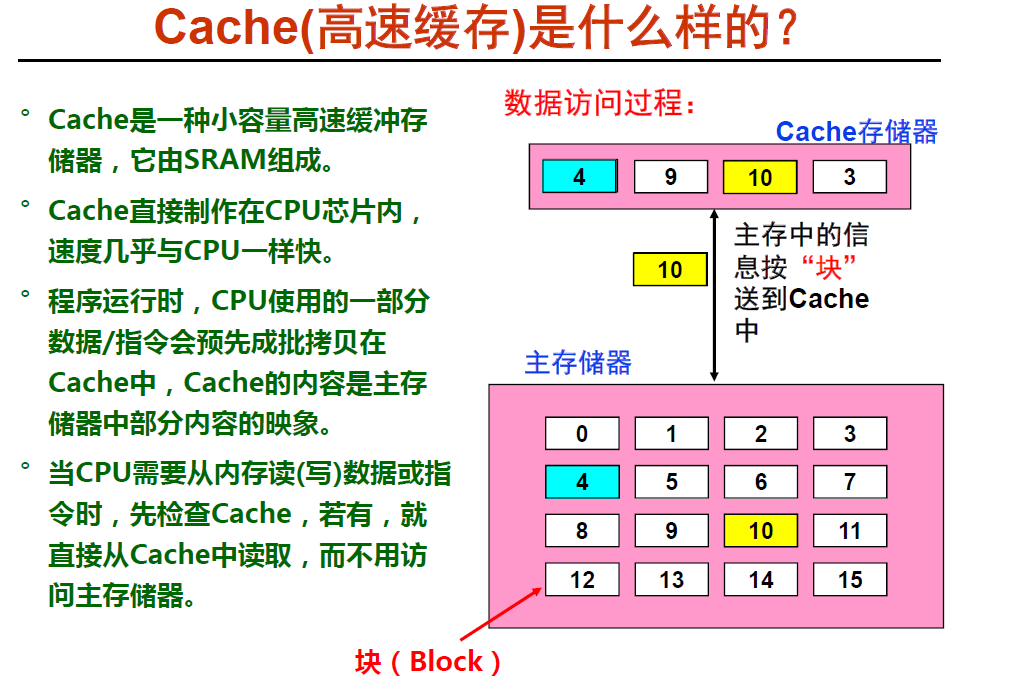 Cache(高速缓存)是什么样的？
° Cache是一种小容量高速缓冲存
储器，它由SRAM组成。
° Cache直接制作在CPU芯片内，
速度几乎与CPU一样快。
° 程序运行时，CPU使用的一部分
数据/指令会预先成批拷贝在
Cache中，Cache的内容是主存
储器中部分内容的映象。
° 当CPU需要从内存读(写)数据或指
令时，先检查Cache，若有，就
直接从Cache中读取，而不用访
问主存储器。
数据访问过程：
Cache存储器
4 9 10 3
10
主存中的信
息按“块”
送到Cache
中
主存储器
0 1 2 3
4 5 6 7
8 9 10 11
12 13 14 15
块（Block）